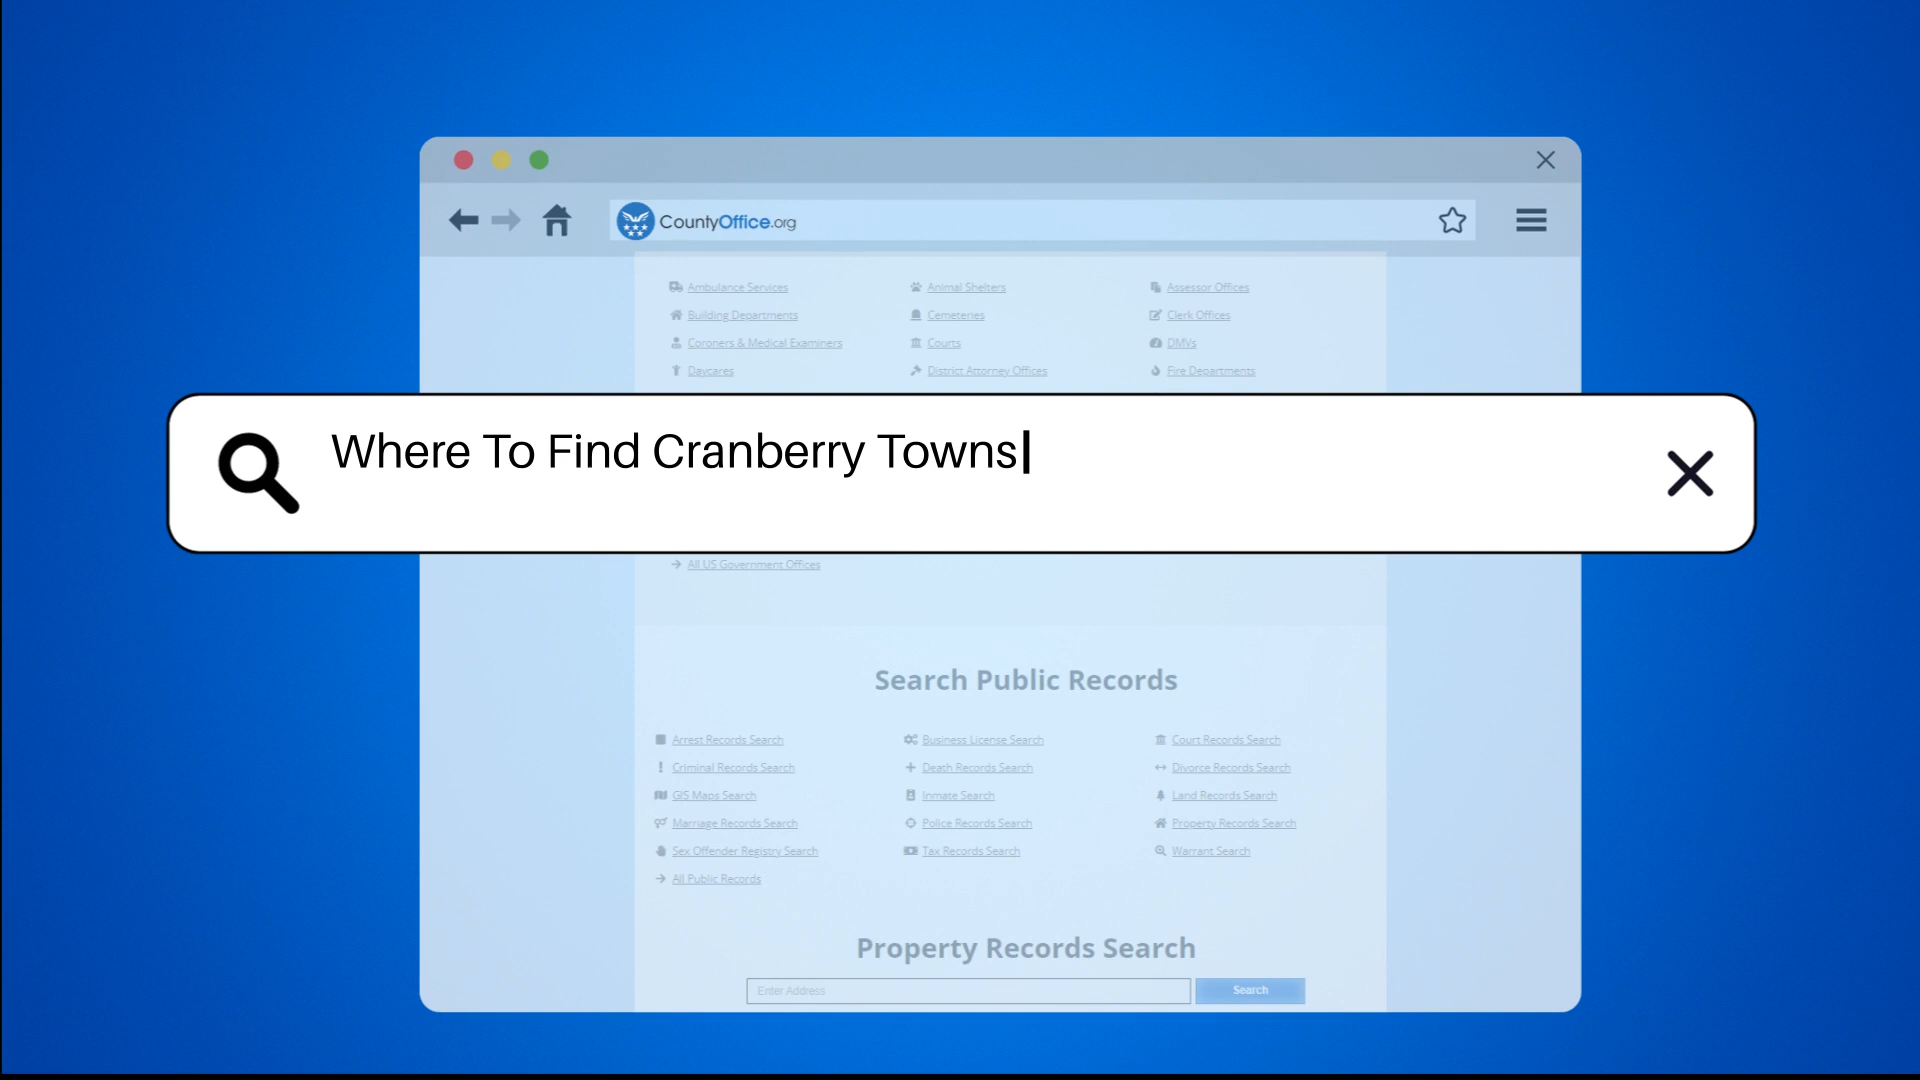 CountyOffice.org
Ambulance Services Animal Shelters Assessor Offices
Building Departments Cemeteries Clerk Offices
Coroners & Medical Examiners Courts DMVs
Daycares District Attorney Offices Fire Departments
Where To Find Cranberry Towns
All US Government Offices
Search Public Records
Arrest Records Search Business License Search Court Records Search
Criminal Records Search Death Records Search Divorce Records Search
GIS Maps Search Inmate Search Land Records Search
Marriage Records Search Police Records Search Property Records Search
Sex Offender Registry Search Tax Records Search Warrant Search
All Public Records
Property Records Search
Enter Address Search